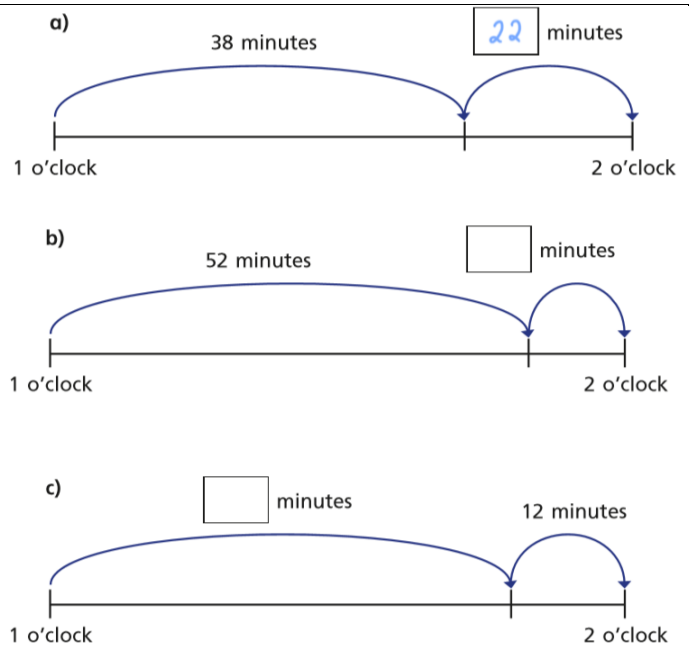 a)
38 minutes
22 minutes
1 o'clock
2 o'clock
b)
52 minutes
minutes
1 o'clock
2 o'clock
c)
minutes
12 minutes
1 o'clock
2 o'clock